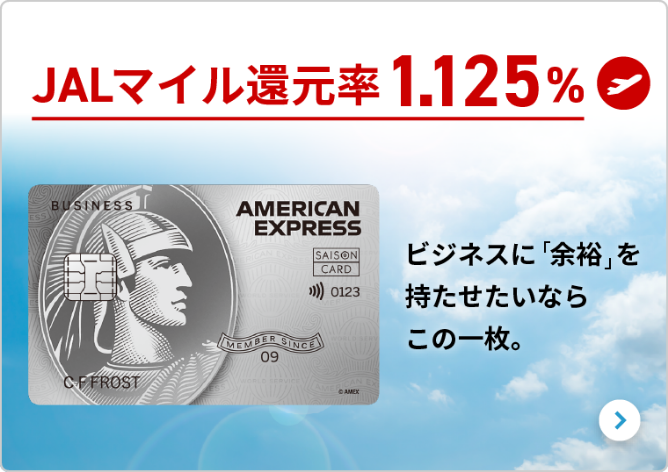 JALマイル還元率 1.125%
BUSINESS
AMERICAN
EXPRESS
SAISON
CARD
0123
MEMBER SINCE
09
C F FROST
© AMEX
ビジネスに「余裕」を
持たせたいなら
この一枚。